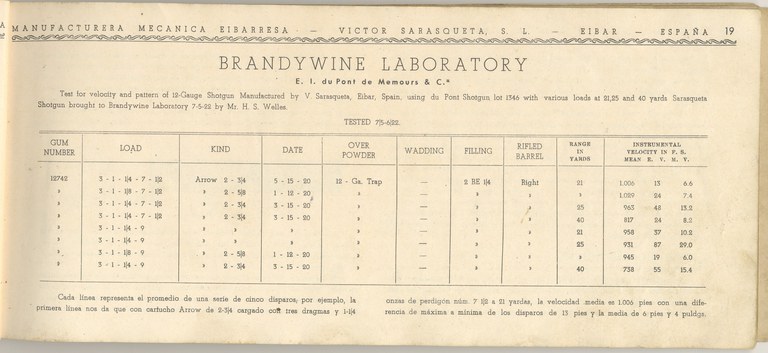 MANUFACTURERA MECANICA EIBARRESA — VICTOR SARASQUETA, S. L. — EIBAR — ESPAÑA 19
BRANDYWINE LABORATORY
E. I. du Pont de Memours & C.ª
Test for velocity and pattern of 12-Gauge Shotgun Manufactured by V. Sarasqueta, Eibar, Spain, using du Pont Shotgun lot 1346 with various loads at 21,25 and 40 yards Sarasqueta
Shotgun brought to Brandywine Laboratory 7-5-22 by Mr. H. S. Welles.
TESTED 7|5-6|22.
GUM NUMBER LOAD KIND DATE OVER POWDER WADDING FILLING RIFLED BARREL RANGE IN YARDS INSTRUMENTAL VELOCITY IN F. S. MEAN E. V. H. V.
12742 3 - 1 - 1|4 - 7 - 1|2 Arrow 2 - 3|4 3 - 15 - 20 12 - Ga. Trap — 2 BE 1|4 Right 21 1.006 13 6.6
» 3 - 1 - 1|8 - 7 - 1|2 » 2 - 5|8 1 - 12 - 20 » — » » » 1.029 24 7.4
» 3 - 1 - 1|4 - 7 - 1|2 » 2 - 3|4 3 - 15 - 20 » — » » 25 963 48 13.2
» 3 - 1 - 1|4 - 7 - 1|2 » 2 - 3|4 3 - 15 - 20 » — » » 40 817 24 8.2
» 3 - 1 - 1|4 - 9 » » » » — » » 21 958 37 10.2
» 3 - 1 - 1|4 - 9 » » » » — » » 25 931 87 29.0
» 3 - 1 - 1|8 - 9 » 2 - 5|8 1 - 12 - 20 » — » » » 945 19 6.0
» 3 - 1 - 1|4 - 9 » 2 - 3|4 3 - 15 - 20 » — » » 40 738 55 15.4
Cada línea representa el promedio de una serie de cinco disparos; por ejemplo, la
primera línea nos da que con cartucho Arrow de 2-3|4 cargado con tres dragmas y 1-1|4
onzas de perdigón núm. 7 1|2 a 21 yardas, la velocidad media es 1.006 pies con una dife-
rencia de máxima a mínima de los disparos de 13 pies y la media de 6 pies y 4 puldgs.